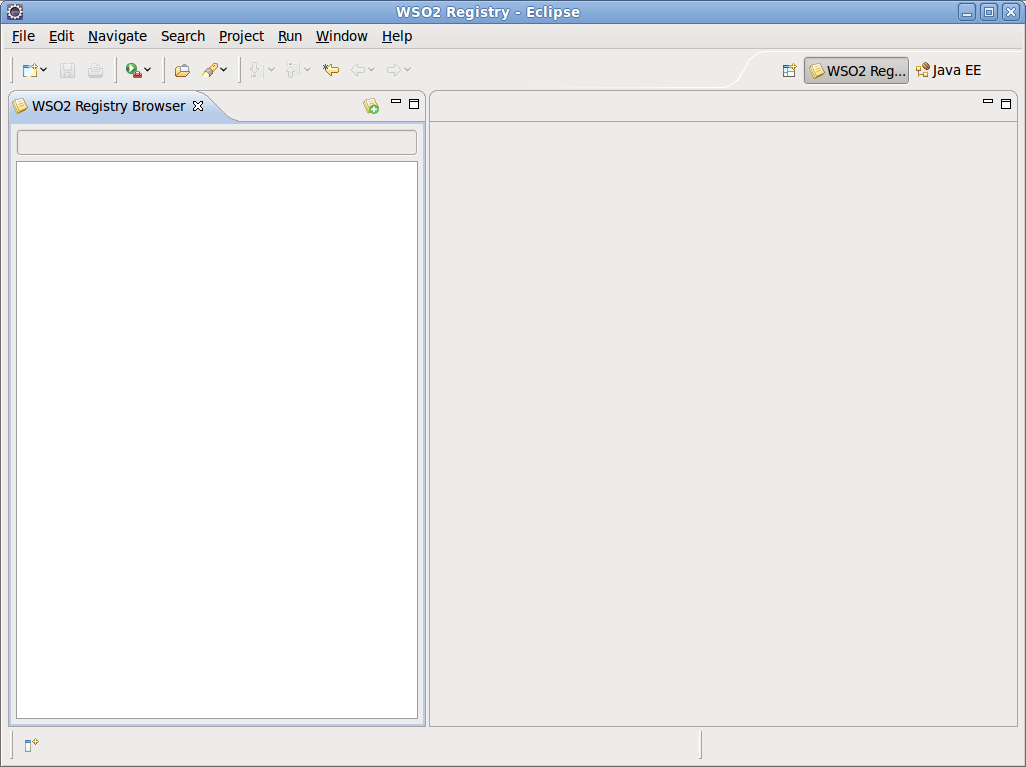 WSO2 Registry - Eclipse
File Edit Navigate Search Project Run Window Help
WSO2 Reg... Java EE
WSO2 Registry Browser